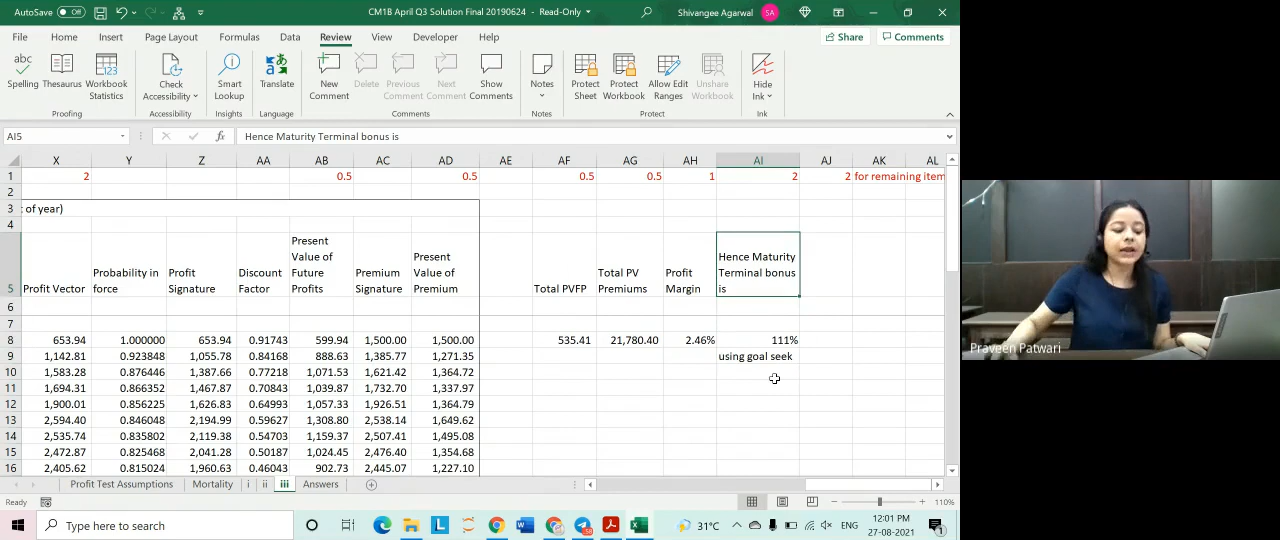 AutoSave Off CM1B April Q3 Solution Final 20190624 - Read-Only Shivangee Agarwal SA
File Home Insert Page Layout Formulas Data Review View Developer Help Share Comments
abc
Spelling Thesaurus Workbook Statistics Check Accessibility Smart Lookup Translate New Comment Delete Previous Comment Next Comment Show Comments Notes Protect Sheet Protect Workbook Allow Edit Ranges Unshare Workbook Hide Ink
Proofing Accessibility Insights Language Comments Notes Protect Ink
AI5 fx Hence Maturity Terminal bonus is
X Y Z AA AB AC AD AE AF AG AH AI AJ AK AL
1 2 0.5 0.5 0.5 0.5 1 2 2 for remaining item
2
3 of year)
4
5 Profit Vector Probability in force Profit Signature Discount Factor Present Value of Future Profits Premium Signature Present Value of Premium Total PVFP Total PV Premiums Profit Margin Hence Maturity Terminal bonus is
6
7
8 653.94 1.000000 653.94 0.91743 599.94 1,500.00 1,500.00 535.41 21,780.40 2.46% 111%
9 1,142.81 0.923848 1,055.78 0.84168 888.63 1,385.77 1,271.35 using goal seek
10 1,583.28 0.876446 1,387.66 0.77218 1,071.53 1,621.42 1,364.72
11 1,694.31 0.866352 1,467.87 0.70843 1,039.87 1,732.70 1,337.97
12 1,900.01 0.856225 1,626.83 0.64993 1,057.33 1,926.51 1,364.79
13 2,594.40 0.846048 2,194.99 0.59627 1,308.80 2,538.14 1,649.62
14 2,535.74 0.835802 2,119.38 0.54703 1,159.37 2,507.41 1,495.08
15 2,472.87 0.825468 2,041.28 0.50187 1,024.45 2,476.40 1,354.68
16 2,405.62 0.815024 1,960.63 0.46043 902.73 2,445.07 1,227.10
Profit Test Assumptions Mortality i ii iii Answers
Ready 110%
Type here to search 31°C ENG 12:01 PM
27-08-2021
Praveen Patwari